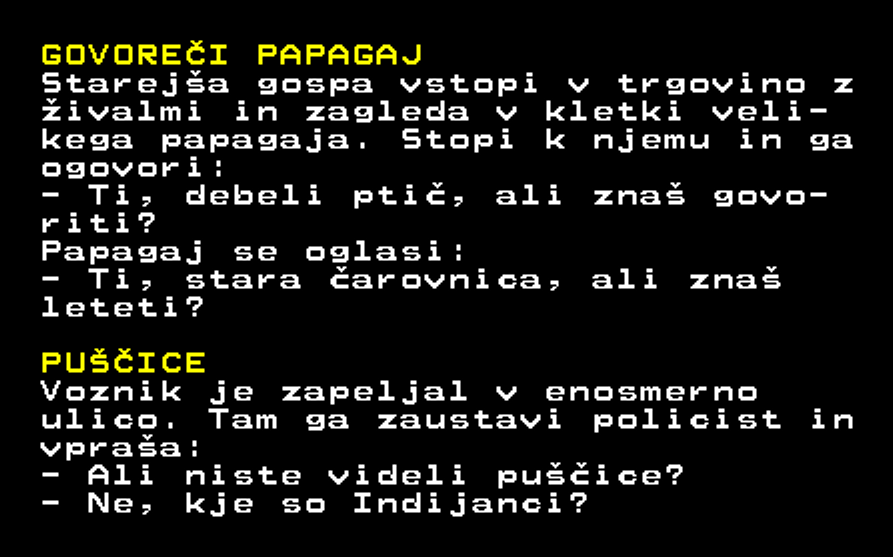 GOVOREČI PAPAGAJ
Starejša gospa vstopi v trgovino z
živalmi in zagleda v kletki veli-
kega papagaja. Stopi k njemu in ga
ogovori:
- Ti, debeli ptič, ali znaš govo-
riti?
Papagaj se oglasi:
- Ti, stara čarovnica, ali znaš
leteti?
PUŠČICE
Voznik je zapeljal v enosmerno
ulico. Tam ga zaustavi policist in
vpraša:
- Ali niste videli puščice?
- Ne, kje so Indijanci?